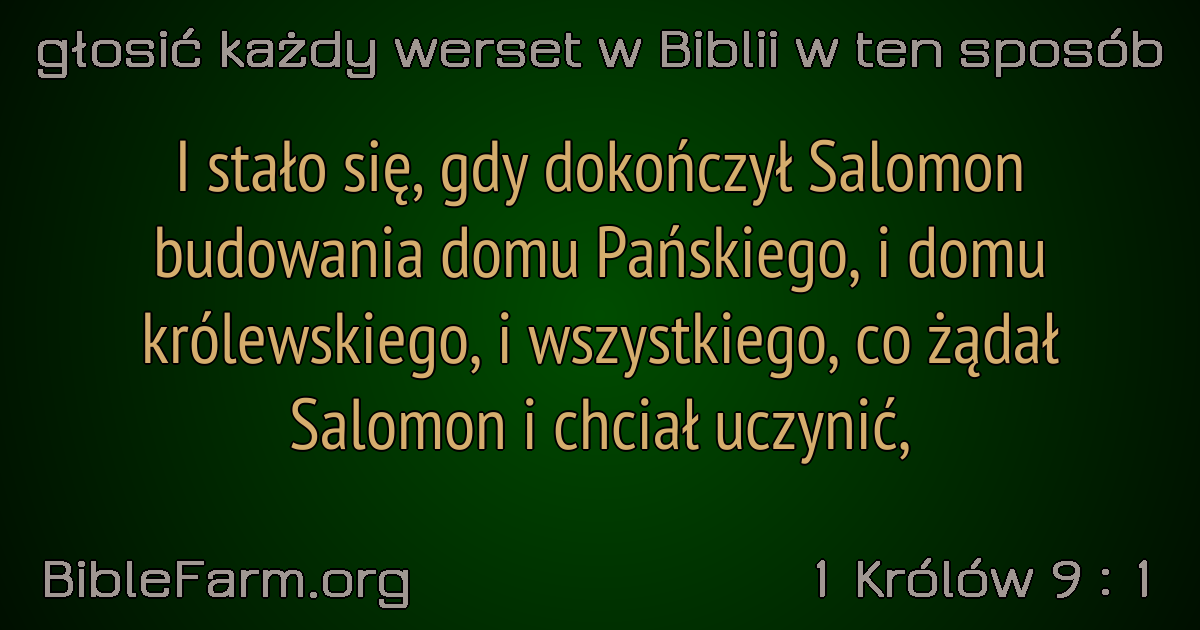 głosić każdy werset w Biblii w ten sposób
I stało się, gdy dokończył Salomon
budowania domu Pańskiego, i domu
królewskiego, i wszystkiego, co żądał
Salomon i chciał uczynić,
BibleFarm.org
1 Królów 9 : 1